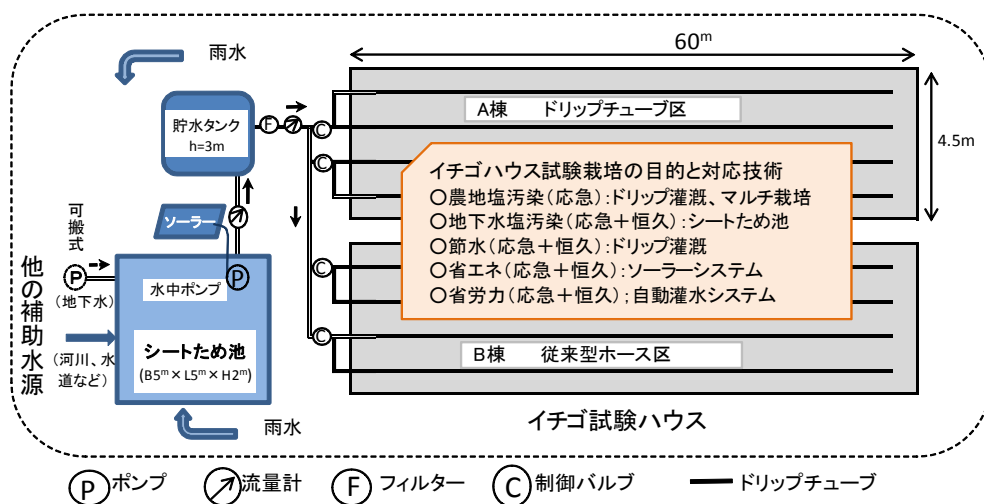 雨水
60m
貯水タンク
h=3m
F
C
A棟 ドリップチューブ区
4.5m
C
イチゴハウス試験栽培の目的と対応技術
○農地塩汚染(応急):ドリップ灌漑、マルチ栽培
○地下水塩汚染(応急+恒久):シートため池
○節水(応急+恒久):ドリップ灌漑
○省エネ(応急+恒久):ソーラーシステム
○省労力(応急+恒久);自動灌水システム
ソーラー
可搬式
P
(地下水)
他の補助水源
(河川、水
道など)
水中ポンプ
P
シートため池
(B5m×L5m×H2m)
C
C
B棟 従来型ホース区
雨水
イチゴ試験ハウス
P ポンプ
流量計
F フィルター
C 制御バルブ
ドリップチューブ